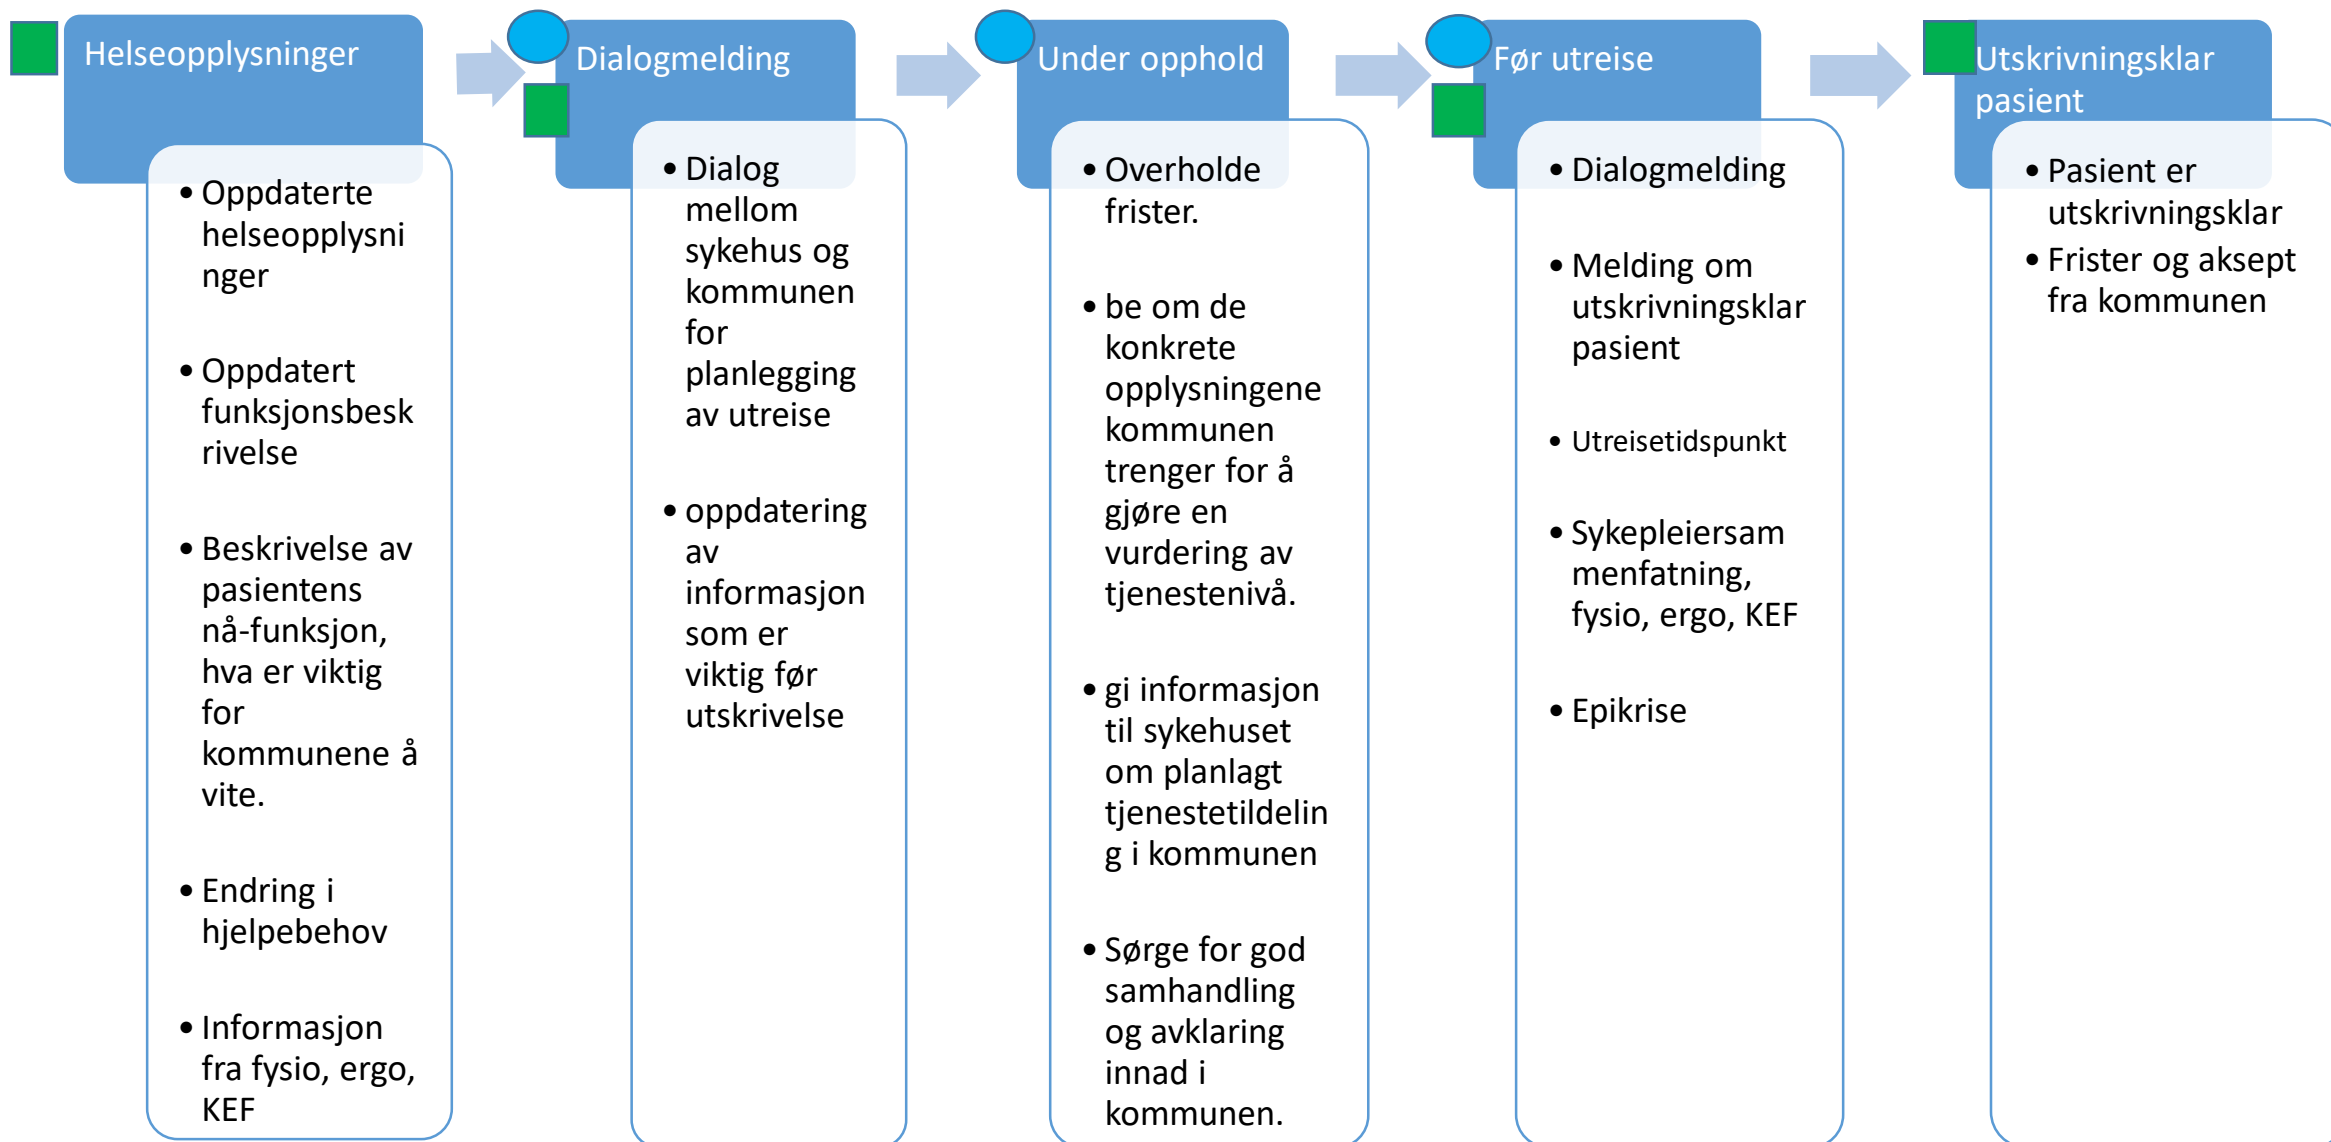 Helseopplysninger
• Oppdaterte
helseopplysni
nger
• Oppdatert
funksjonsbesk
rivelse
• Beskrivelse av
pasientens
nå-funksjon,
hva er viktig
for
kommunene å
vite.
• Endring i
hjelpebehov
• Informasjon
fra fysio, ergo,
KEF
Dialogmelding
• Dialog
mellom
sykehus og
kommunen
for
planlegging
av utreise
• oppdatering
av
informasjon
som er
viktig før
utskrivelse
Under opphold
• Overholde
frister.
• be om de
konkrete
opplysningene
kommunen
trenger for å
gjøre en
vurdering av
tjenestenivå.
• gi informasjon
til sykehuset
om planlagt
tjenestetildelin
g i kommunen
• Sørge for god
samhandling
og avklaring
innad i
kommunen.
Før utreise
• Dialogmelding
• Melding om
utskrivningsklar
pasient
• Utreisetidspunkt
• Sykepleiersam
menfatning,
fysio, ergo, KEF
• Epikrise
Utskrivningsklar
pasient
• Pasient er
utskrivningsklar
• Frister og aksept
fra kommunen